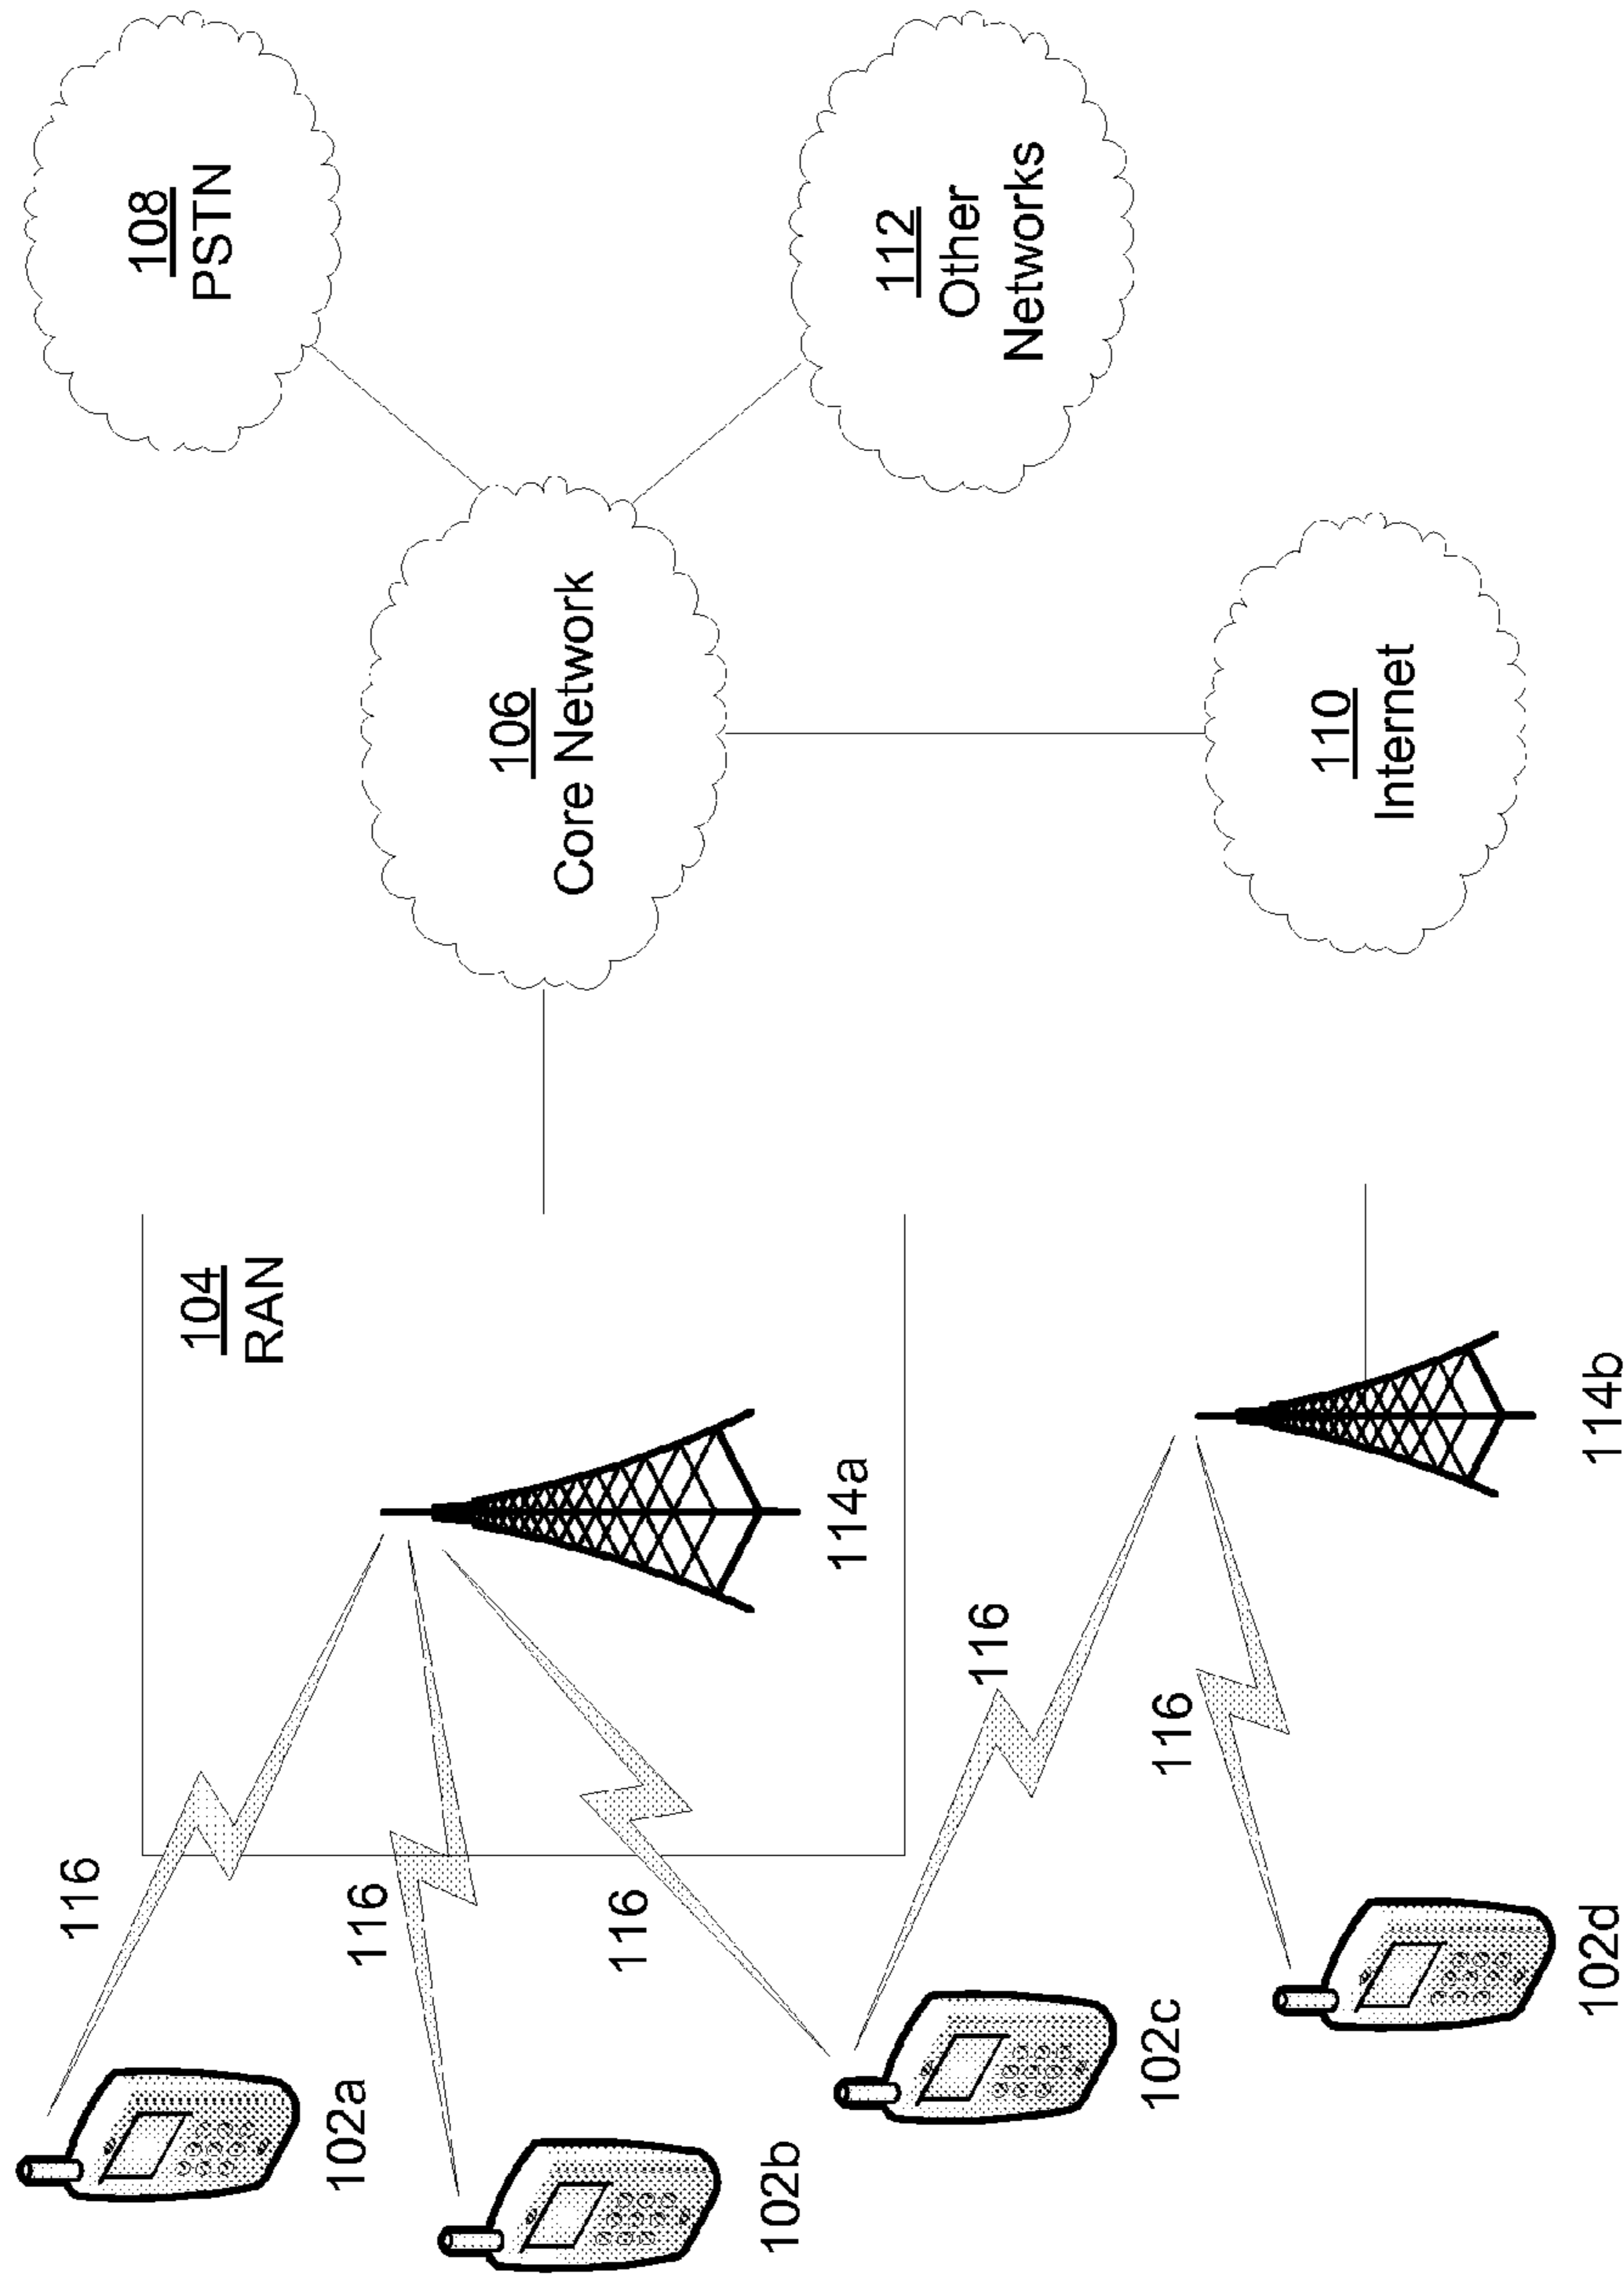 102a
116
104
RAN
108
PSTN
102b
116
114a
106
Core Network
116
112
Other
Networks
102c
116
116
110
Internet
102d
114b